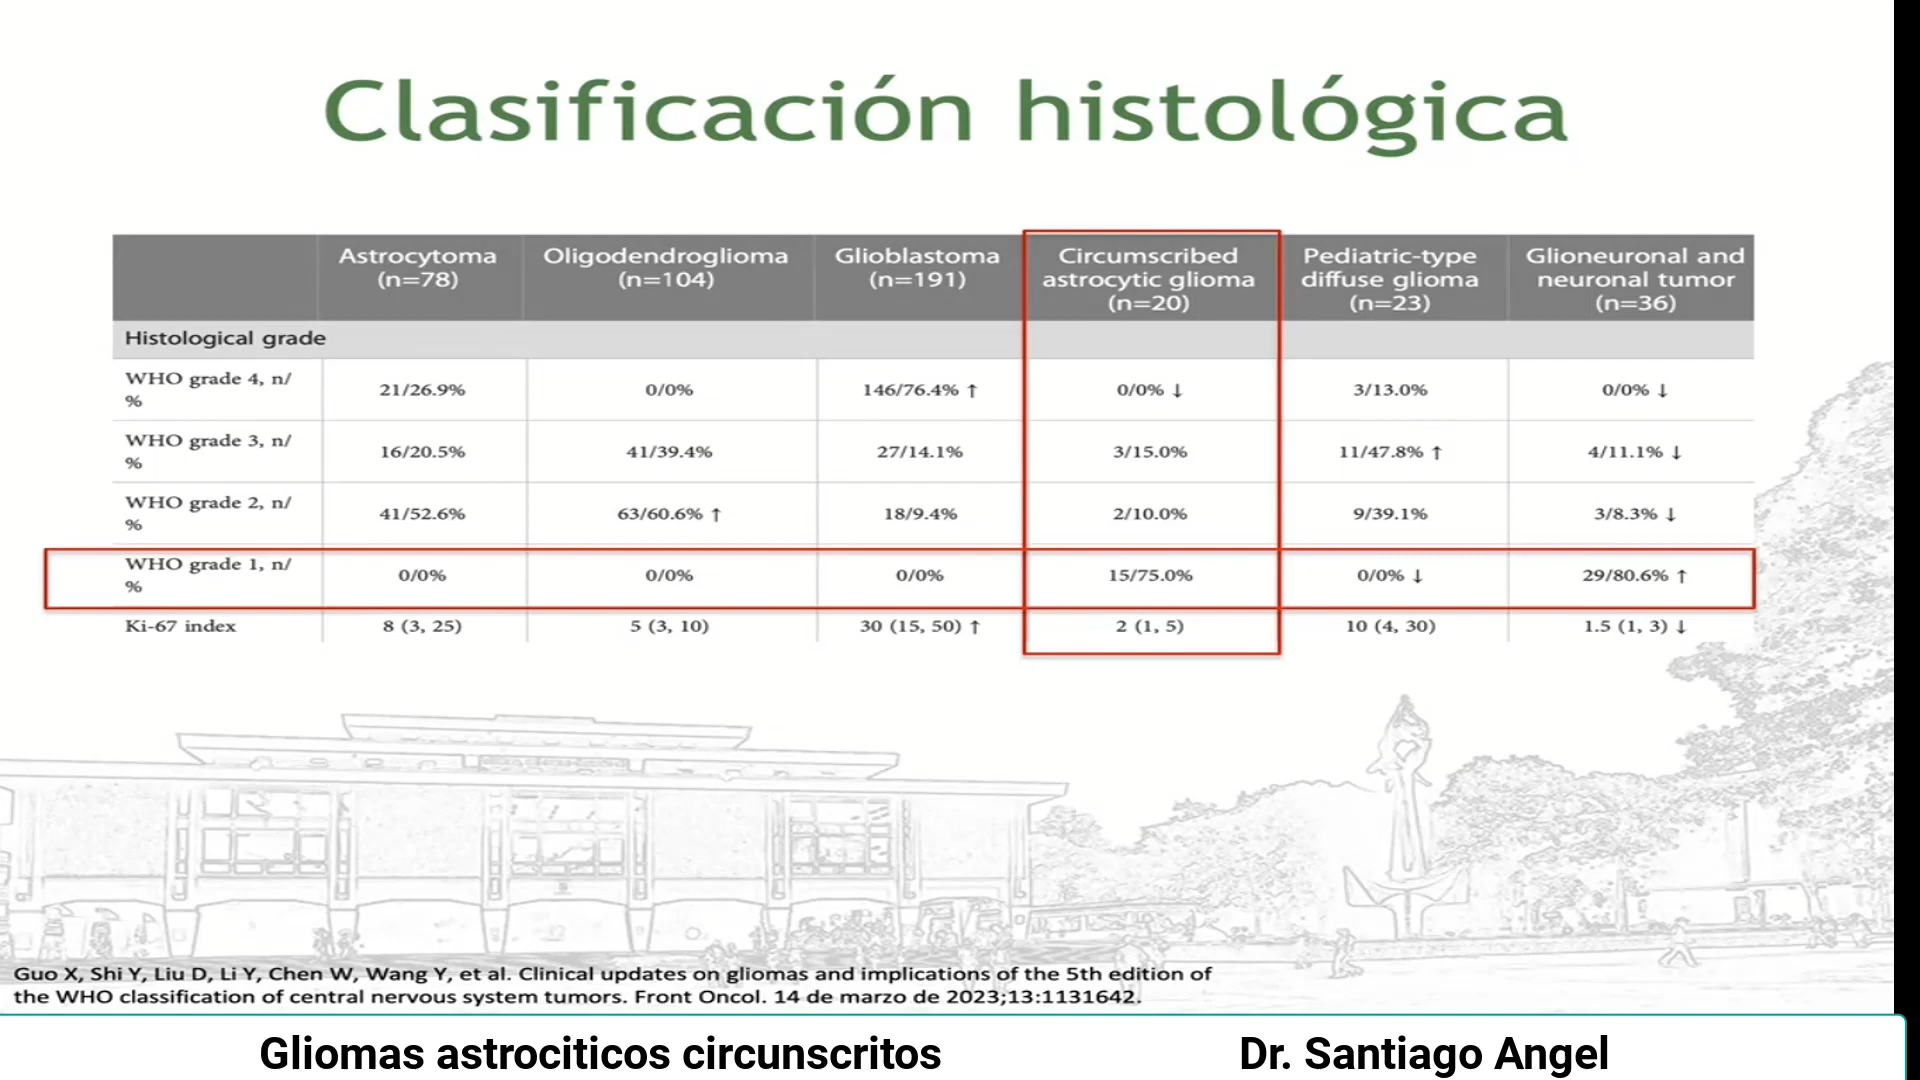 Clasificación histológica
Astrocytoma (n=78) Oligodendroglioma (n=104) Glioblastoma (n=191) Circumscribed astrocytic glioma (n=20) Pediatric-type diffuse glioma (n=23) Glioneuronal and neuronal tumor (n=36)
Histological grade
WHO grade 4, n/% 21/26.9% 0/0% 146/76.4% ↑ 0/0% ↓ 3/13.0% 0/0% ↓
WHO grade 3, n/% 16/20.5% 41/39.4% 27/14.1% 3/15.0% 11/47.8% ↑ 4/11.1% ↓
WHO grade 2, n/% 41/52.6% 63/60.6% ↑ 18/9.4% 2/10.0% 9/39.1% 3/8.3% ↓
WHO grade 1, n/% 0/0% 0/0% 0/0% 15/75.0% 0/0% ↓ 29/80.6% ↑
Ki-67 index 8 (3, 25) 5 (3, 10) 30 (15, 50) ↑ 2 (1, 5) 10 (4, 30) 1.5 (1, 3) ↓
Guo X, Shi Y, Liu D, Li Y, Chen W, Wang Y, et al. Clinical updates on gliomas and implications of the 5th edition of
the WHO classification of central nervous system tumors. Front Oncol. 14 de marzo de 2023;13:1131642.
Gliomas astrociticos circunscritos Dr. Santiago Angel